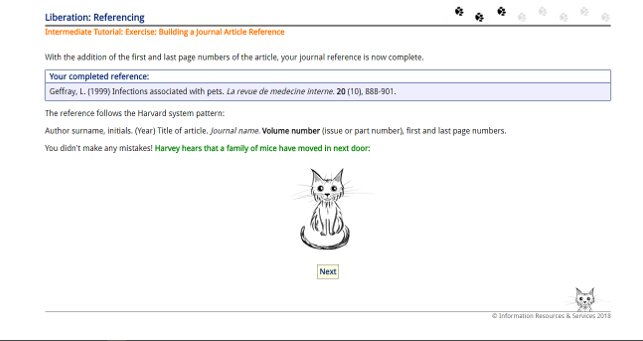 Liberation: Referencing
Intermediate Tutorial: Exercise: Building a Journal Article Reference
With the addition of the first and last page numbers of the article, your journal reference is now complete.
Your completed reference:
Geffray, L. (1999) Infections associated with pets. La revue de medecine interne. 20 (10), 888-901.
The reference follows the Harvard system pattern:
Author surname, initials. (Year) Title of article. Journal name. Volume number (issue or part number), first and last page numbers.
You didn't make any mistakes! Harvey hears that a family of mice have moved in next door:
Next
© Information Resources & Services 2018